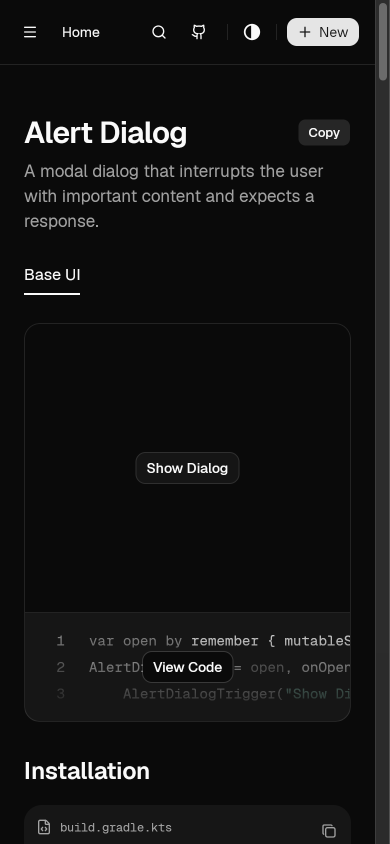 Home
New
Alert Dialog
Copy
A modal dialog that interrupts the user
with important content and expects a
response.
Base UI
Show Dialog
1 var open by remember { mutableS
2 AlertD = open, onOpen
View Code
3 AlertDialogTrigger("Show Di
Installation
build.gradle.kts